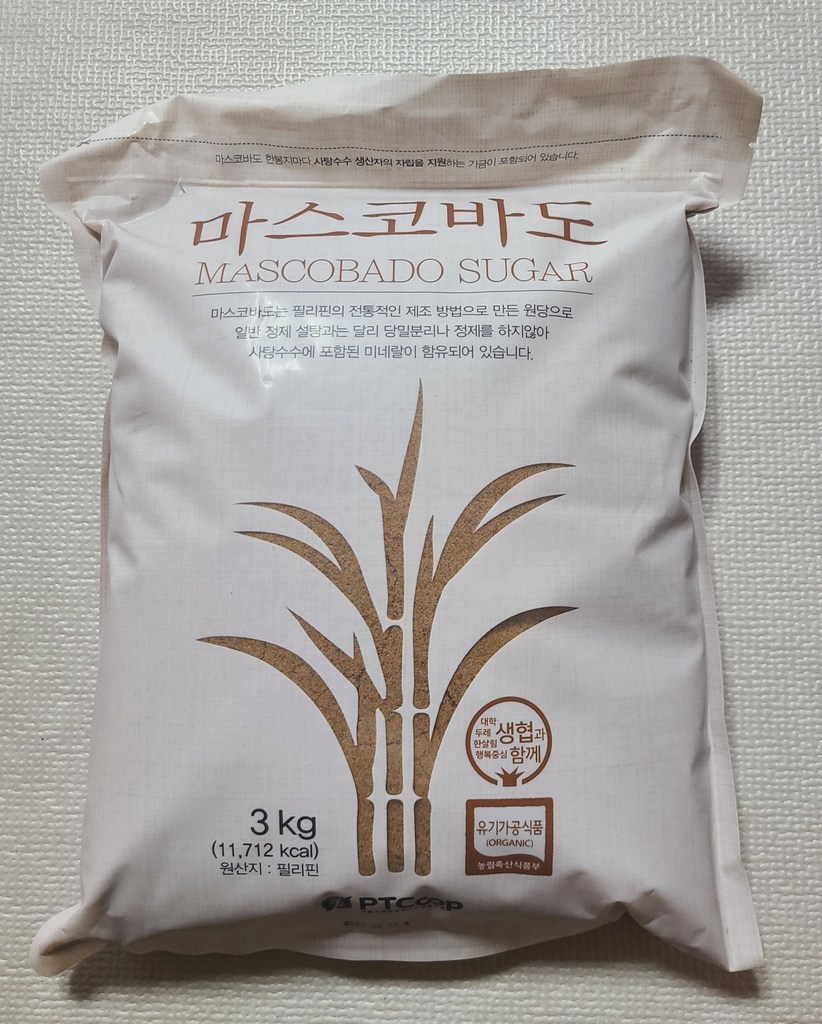 마스코바도 한봉지마다 사탕수수 생산자의 자립을 지원하는 기금이 포함되어 있습니다.
마스코바도
MASCOBADO SUGAR
마스코바도는 필리핀의 전통적인 제조 방법으로 만든 원당으로
일반 정제 설탕과는 달리 당밀분리나 정제를 하지않아
사탕수수에 포함된 미네랄이 함유되어 있습니다.
대학
두레
한살림
행복중심
생협과
함께
3 kg
(11,712 kcal)
원산지 : 필리핀
유기가공식품
(ORGANIC)
농림축산식품부
PTCoop